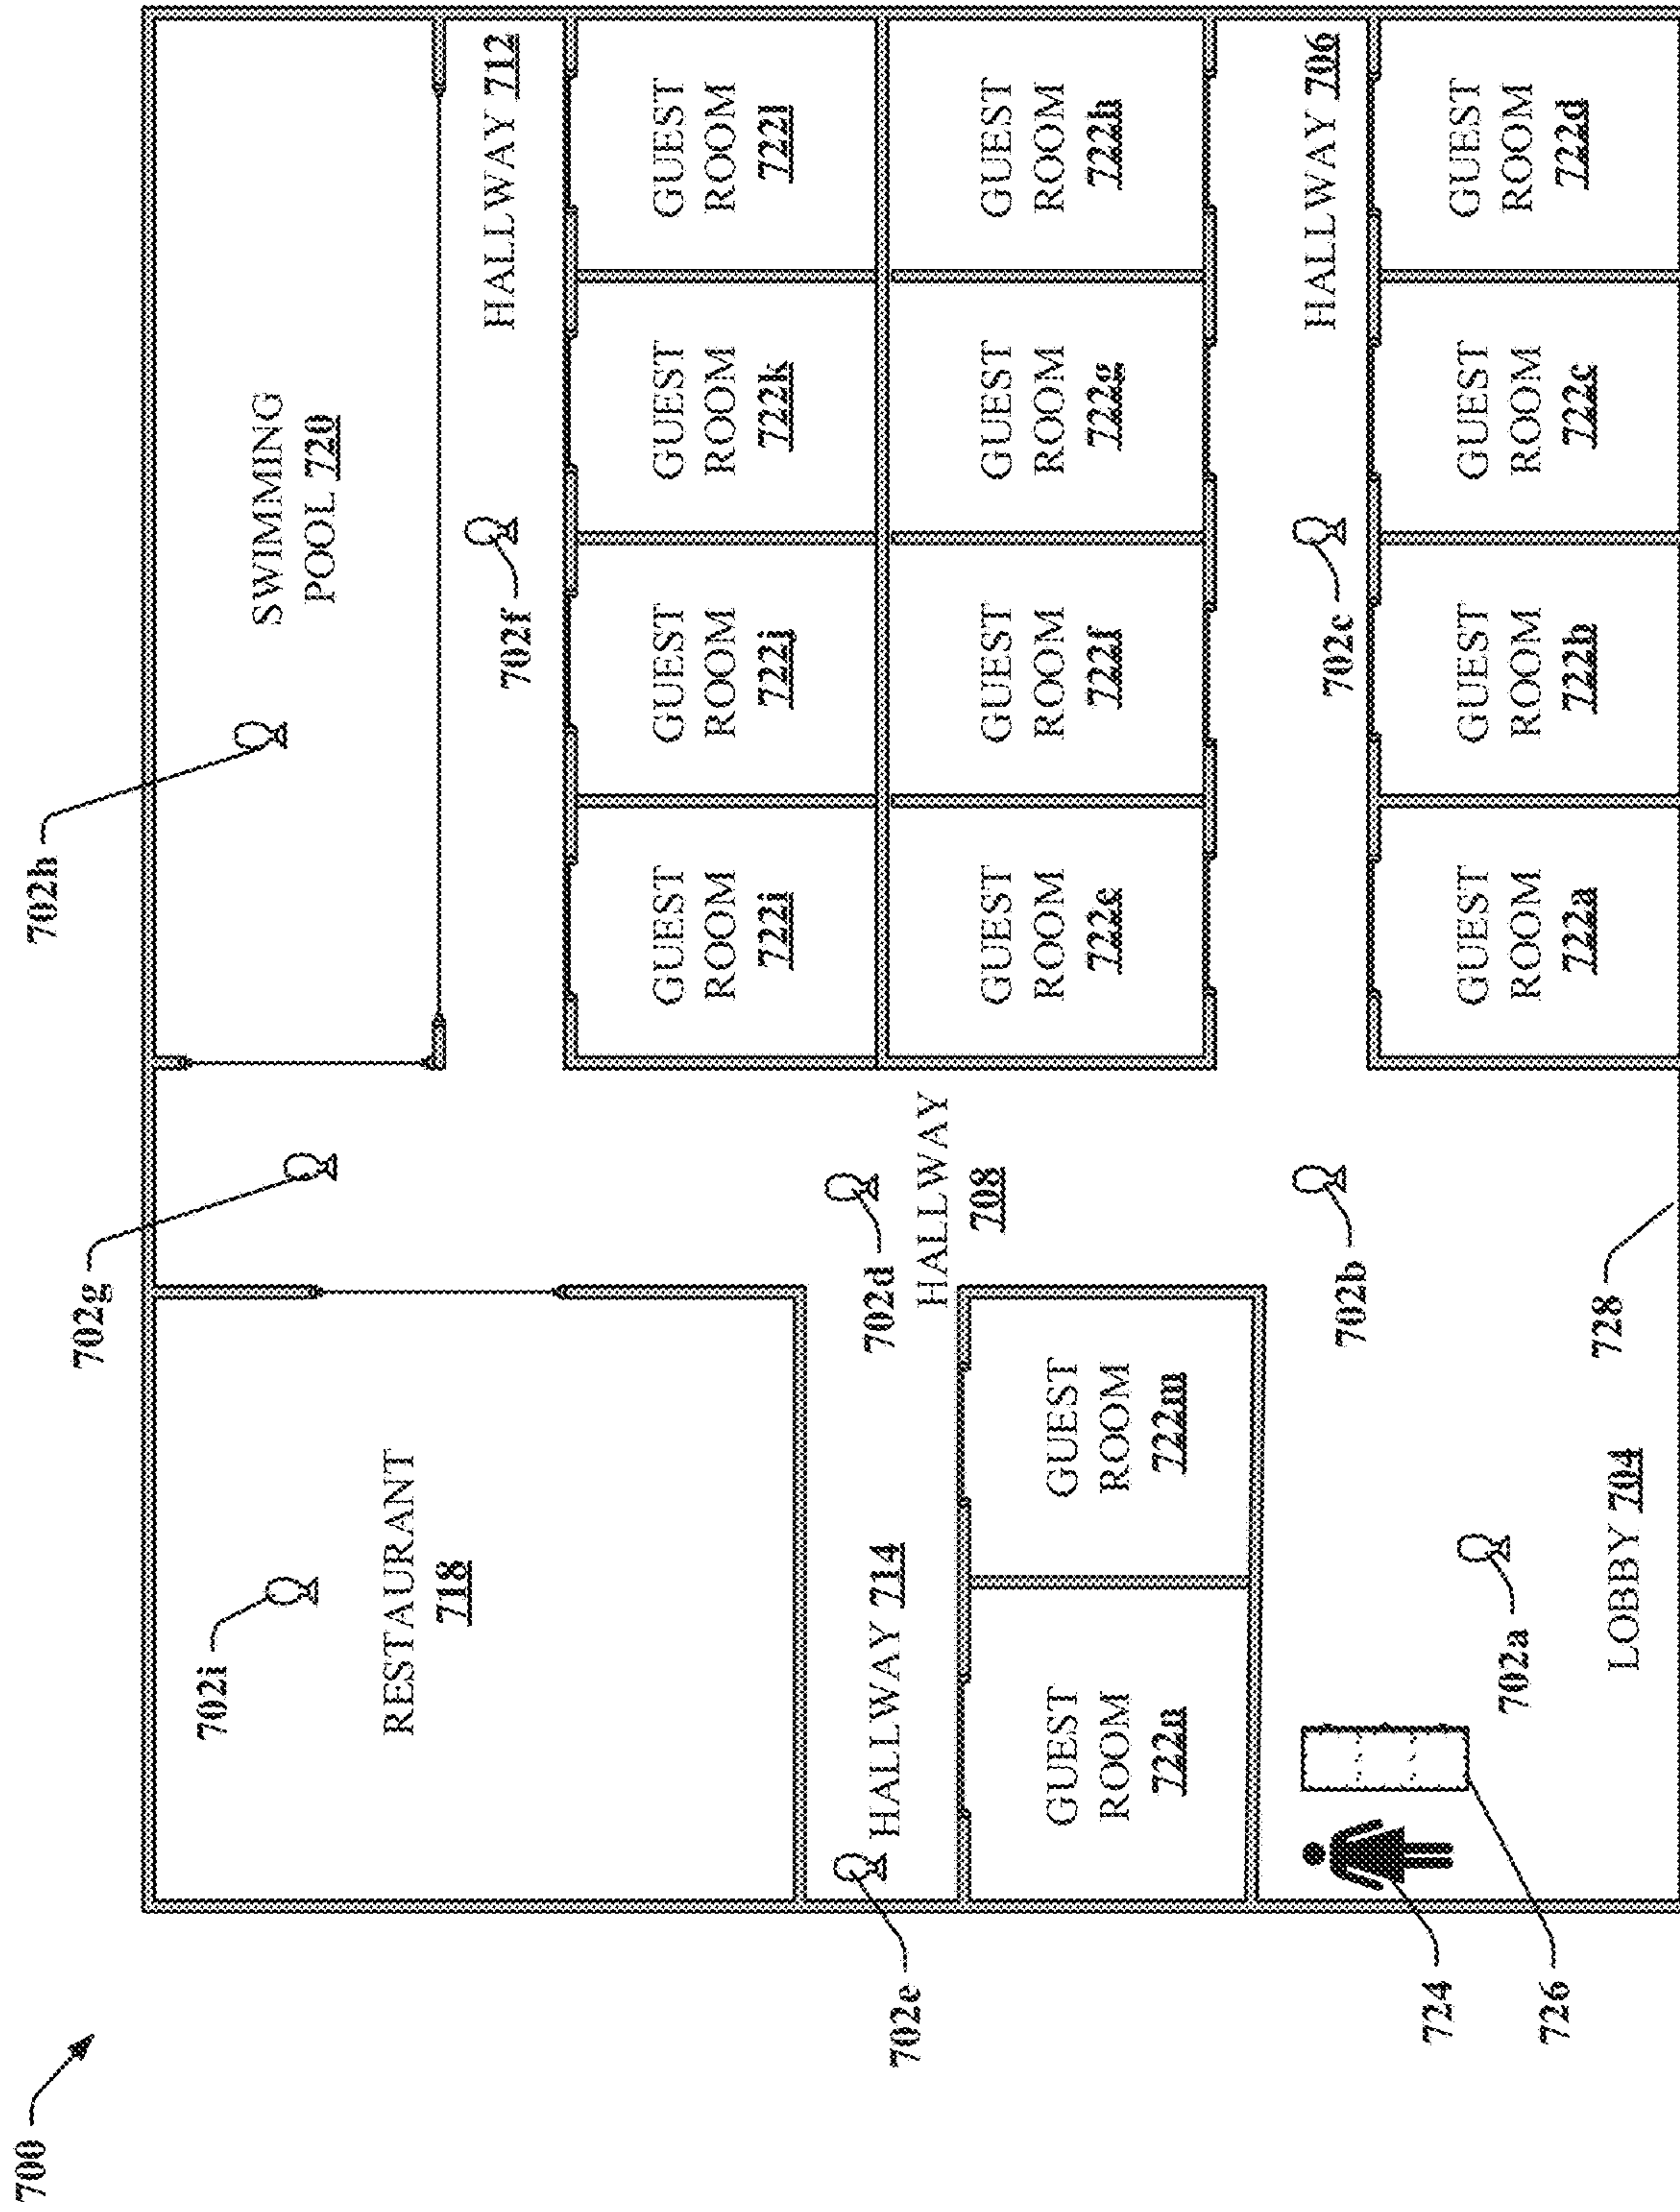 700
702g
702h
702i
SWIMMING
POOL 720
RESTAURANT
718
HALLWAY 712
702f
GUEST
ROOM
722i
GUEST
ROOM
722j
GUEST
ROOM
722k
GUEST
ROOM
722l
702e
HALLWAY 714
702d
HALLWAY
708
GUEST
ROOM
722e
GUEST
ROOM
722f
GUEST
ROOM
722g
GUEST
ROOM
722h
GUEST
ROOM
722n
GUEST
ROOM
722m
HALLWAY 706
702b
702c
724
702a
726
GUEST
ROOM
722a
GUEST
ROOM
722b
GUEST
ROOM
722c
GUEST
ROOM
722d
LOBBY 704
728